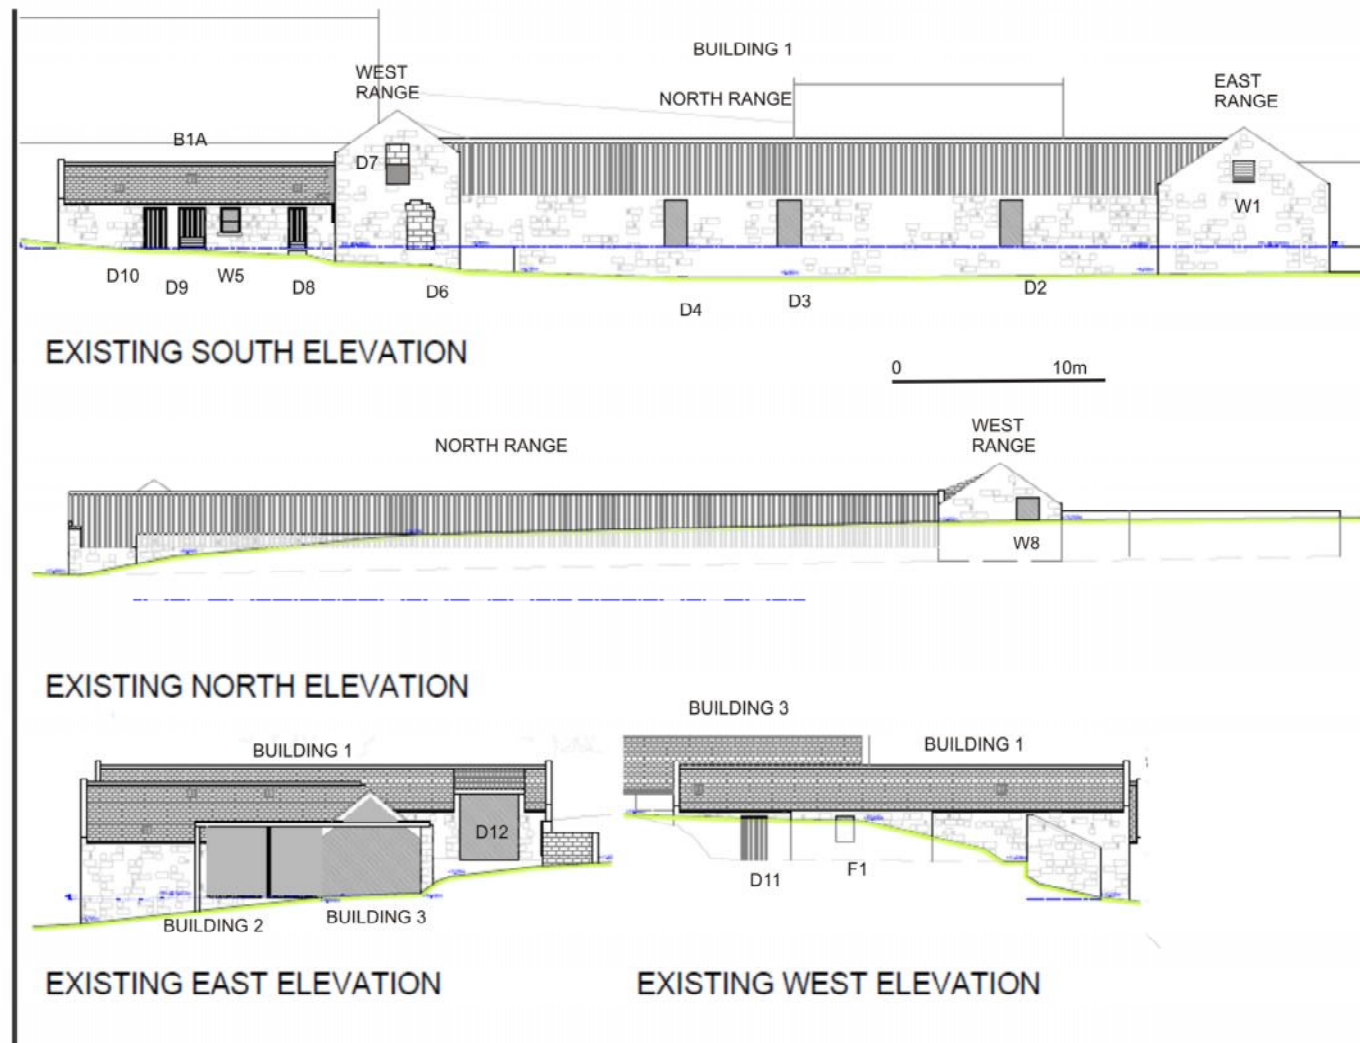 BUILDING 1
WEST
RANGE
NORTH RANGE
EAST
RANGE
B1A
D7
W1
D10
D9
W5
D8
D6
D4
D3
D2
EXISTING SOUTH ELEVATION
0 10m
NORTH RANGE
WEST
RANGE
W8
EXISTING NORTH ELEVATION
BUILDING 1
D12
BUILDING 2
BUILDING 3
EXISTING EAST ELEVATION
BUILDING 3
BUILDING 1
D11
F1
EXISTING WEST ELEVATION